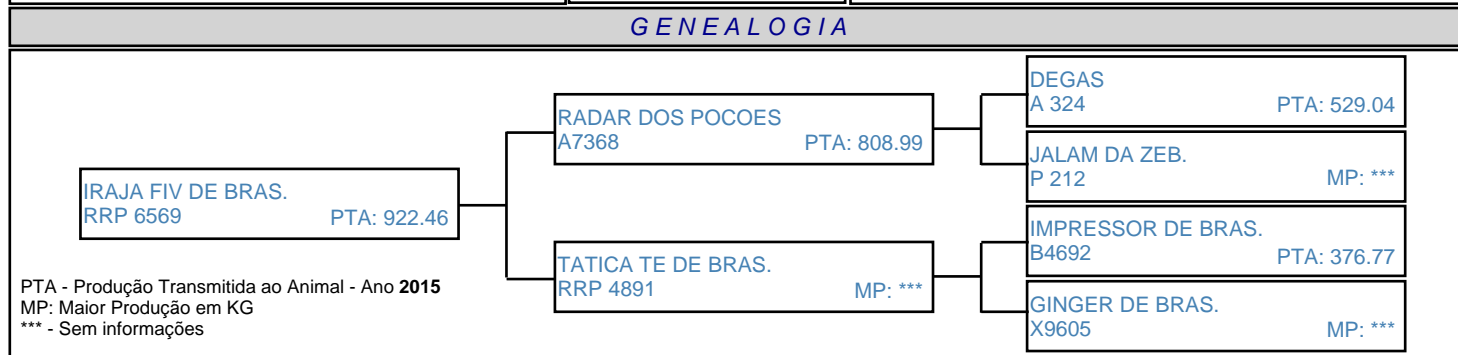 GENEALOGIA
DEGAS
A 324 PTA: 529.04
RADAR DOS POCOES
A7368 PTA: 808.99
JALAM DA ZEB.
P 212 MP: ***
IRAJA FIV DE BRAS.
RRP 6569 PTA: 922.46
IMPRESSOR DE BRAS.
B4692 PTA: 376.77
TATICA TE DE BRAS.
RRP 4891 MP: ***
GINGER DE BRAS.
X9605 MP: ***
PTA - Produção Transmitida ao Animal - Ano 2015
MP: Maior Produção em KG
*** - Sem informações